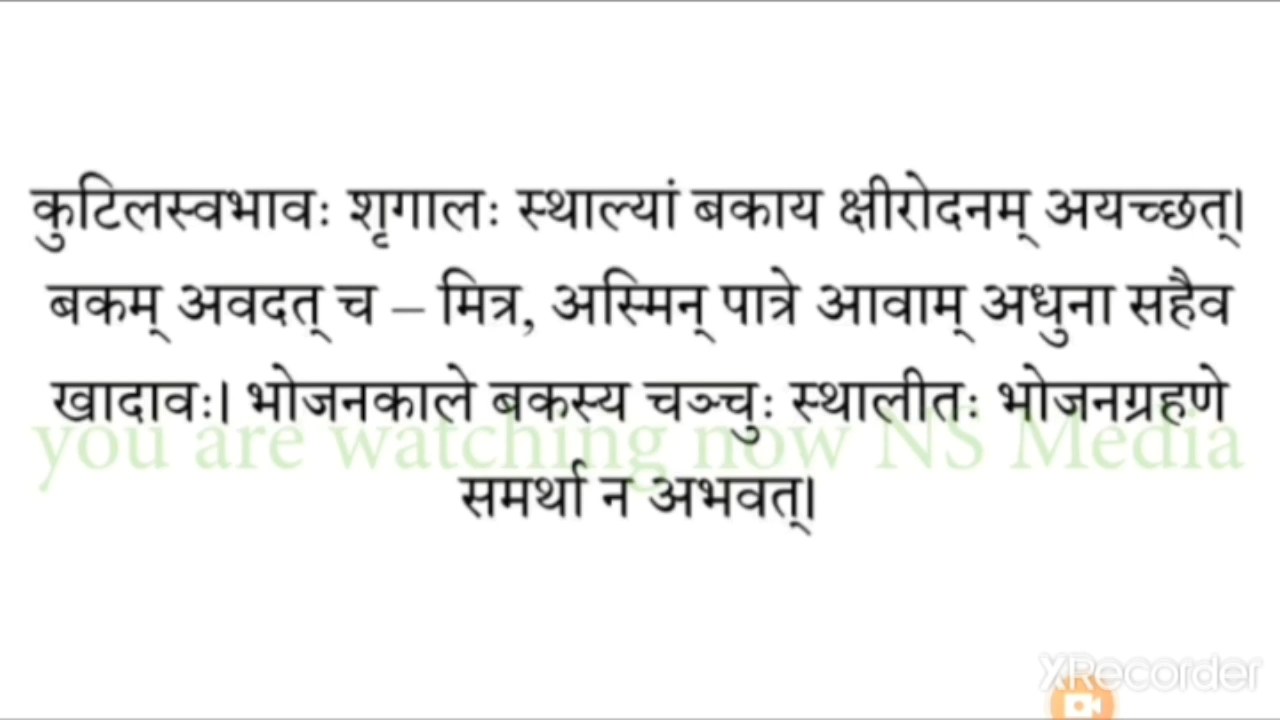 कुटिलस्वभावः शृगालः स्थाल्यां बकाय क्षीरोदनम् अयच्छत्।
बकम् अवदत् च – मित्र, अस्मिन् पात्रे आवाम् अधुना सहैव
खादावः। भोजनकाले बकस्य चञ्चुः स्थालीतः भोजनग्रहणे
you are watching now NS Media
समर्था न अभवत्।
XRecorder